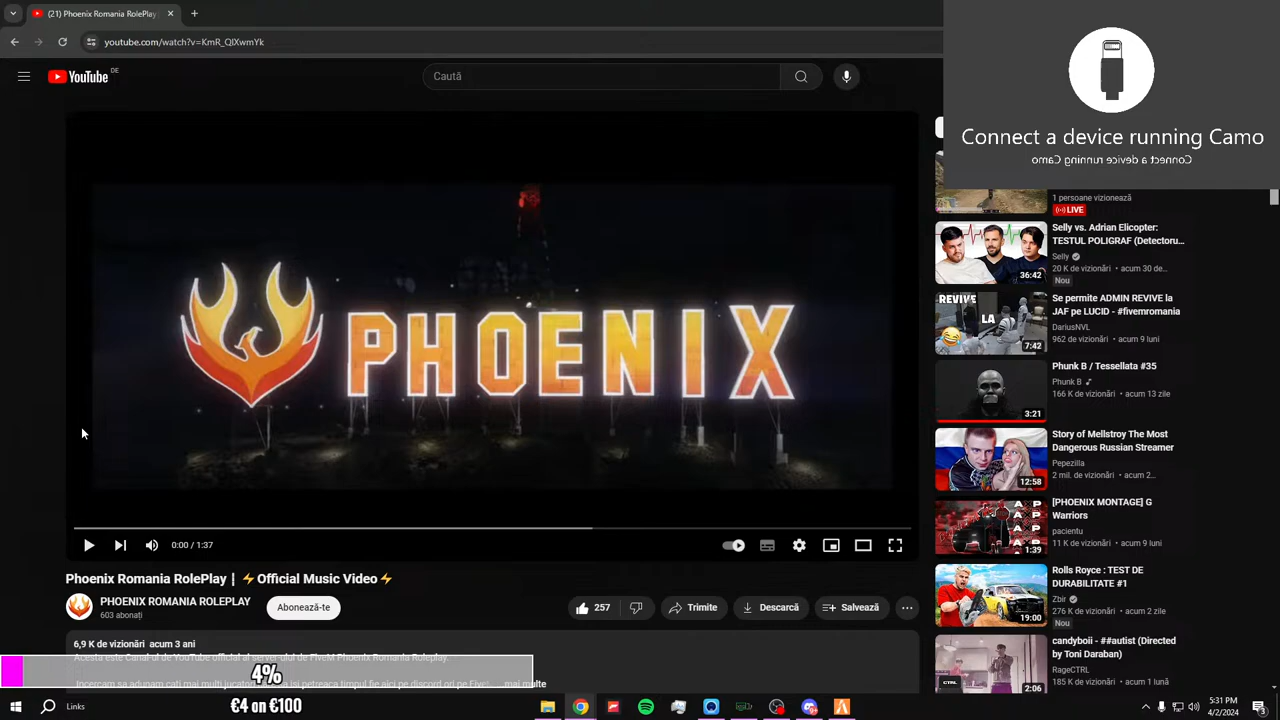 (21) Phoenix Romania RolePlay |
youtube.com/watch?v=KmR_QIXwmYk
YouTube DE
Caută
Connect a device running Camo
Connect a device running Camo
PHOENIX
0:00 / 1:37
Phoenix Romania RolePlay | ⚡Official Music Video⚡
PHOENIX ROMANIA ROLEPLAY
603 abonați
Abonează-te
257
Trimite
Descarcă
Salvează
6,9 K de vizionări acum 3 ani
Acesta este Canal-ul de YouTube oficial al server-ului de FiveM Phoenix Romania Roleplay.
...mai multe
4%
€4 on €100
1 persoane vizionează
LIVE
36:42
Selly vs. Adrian Elicopter:
TESTUL POLIGRAF (Detectoru...
Selly
20 K de vizionări • acum 30 de...
Nou
REVIVE
LA
7:42
Se permite ADMIN REVIVE la
JAF pe LUCID - #fivemromania
DariusNVL
962 de vizionări • acum 9 luni
3:21
Phunk B / Tessellata #35
Phunk B
166 K de vizionări • acum 13 zile
12:58
Story of Mellstroy The Most
Dangerous Russian Streamer
Pepezilla
2 mil. de vizionări • acum 2...
1:39
[PHOENIX MONTAGE] G
Warriors
pacientu
11 K de vizionări • acum 9 luni
19:00
Rolls Royce : TEST DE
DURABILITATE #1
Zbir
276 K de vizionări • acum 2 zile
Nou
CTRL
2:06
candyboii - ##autist (Directed
by Toni Daraban)
RageCTRL
185 K de vizionări • acum 1 lună
Links
5:31 PM
4/2/2024